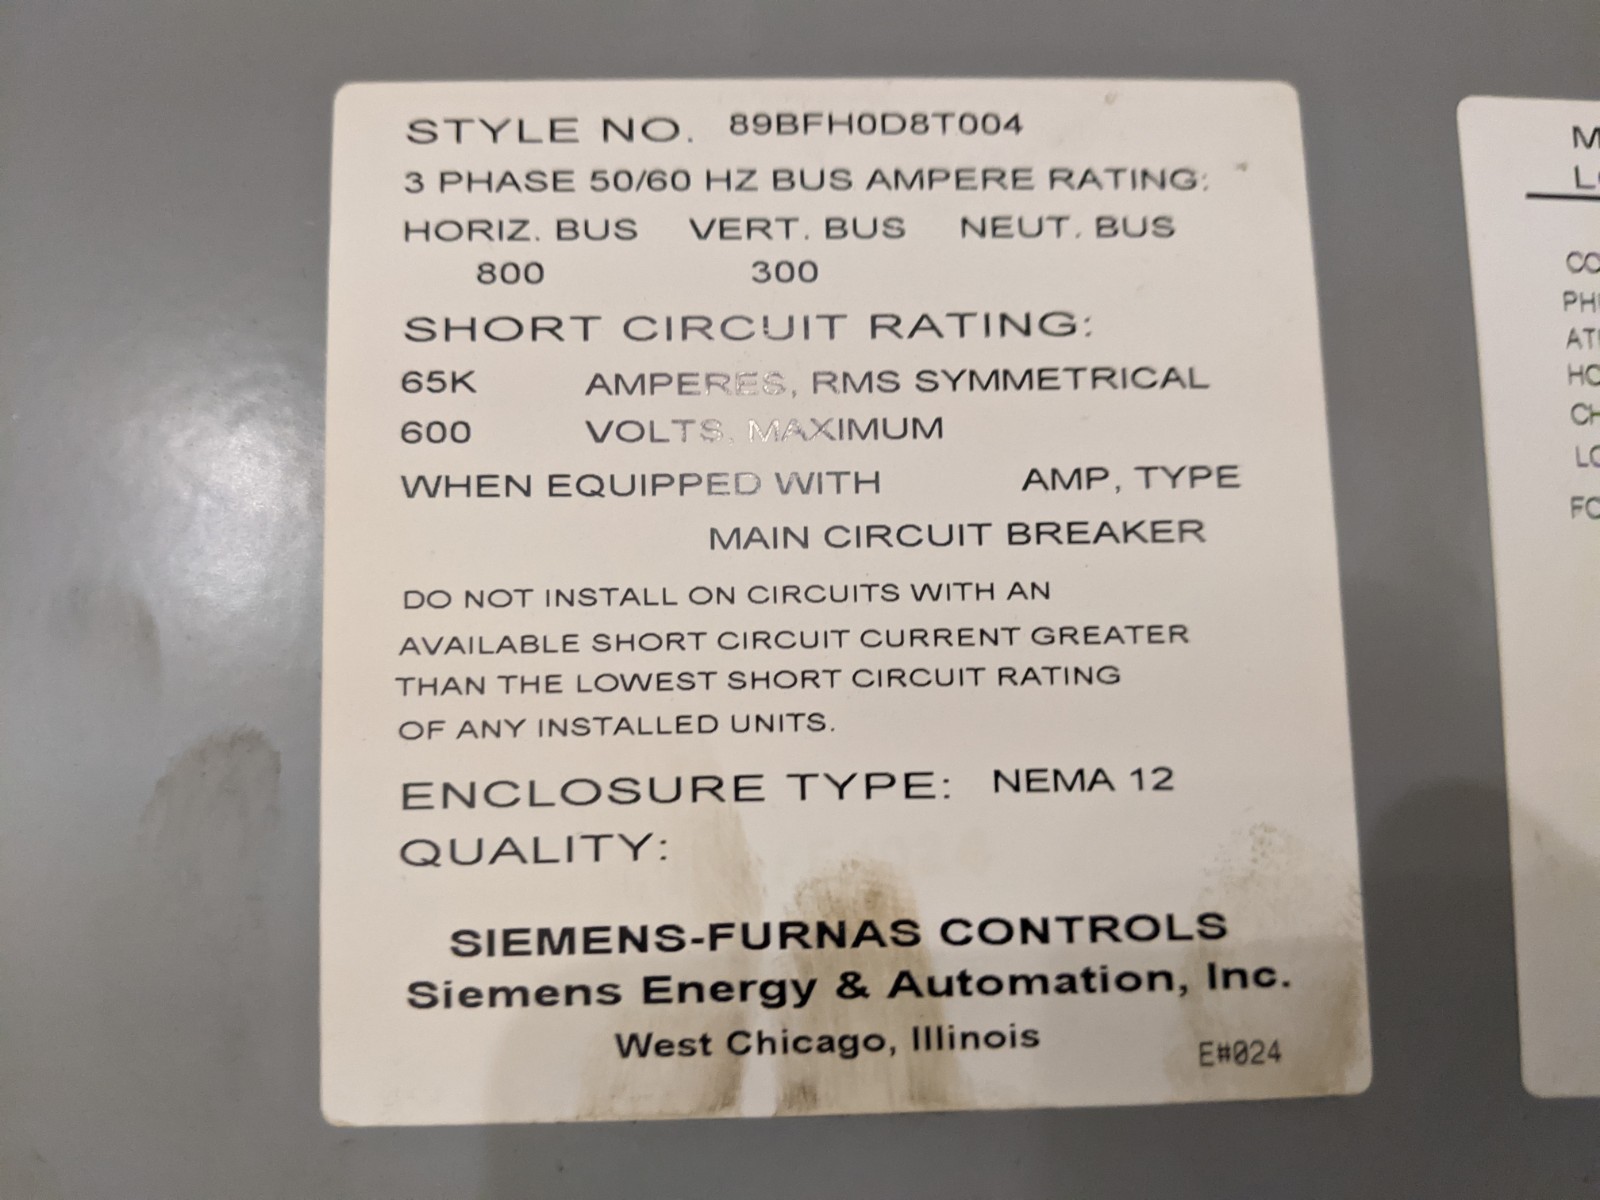 STYLE NO. 89BFH0D8T004
3 PHASE 50/60 HZ BUS AMPERE RATING:
HORIZ. BUS VERT. BUS NEUT. BUS
800 300
SHORT CIRCUIT RATING:
65K AMPERES, RMS SYMMETRICAL
600 VOLTS, MAXIMUM
WHEN EQUIPPED WITH AMP, TYPE
MAIN CIRCUIT BREAKER
DO NOT INSTALL ON CIRCUITS WITH AN
AVAILABLE SHORT CIRCUIT CURRENT GREATER
THAN THE LOWEST SHORT CIRCUIT RATING
OF ANY INSTALLED UNITS.
ENCLOSURE TYPE: NEMA 12
QUALITY:
SIEMENS-FURNAS CONTROLS
Siemens Energy & Automation, Inc.
West Chicago, Illinois
E#024